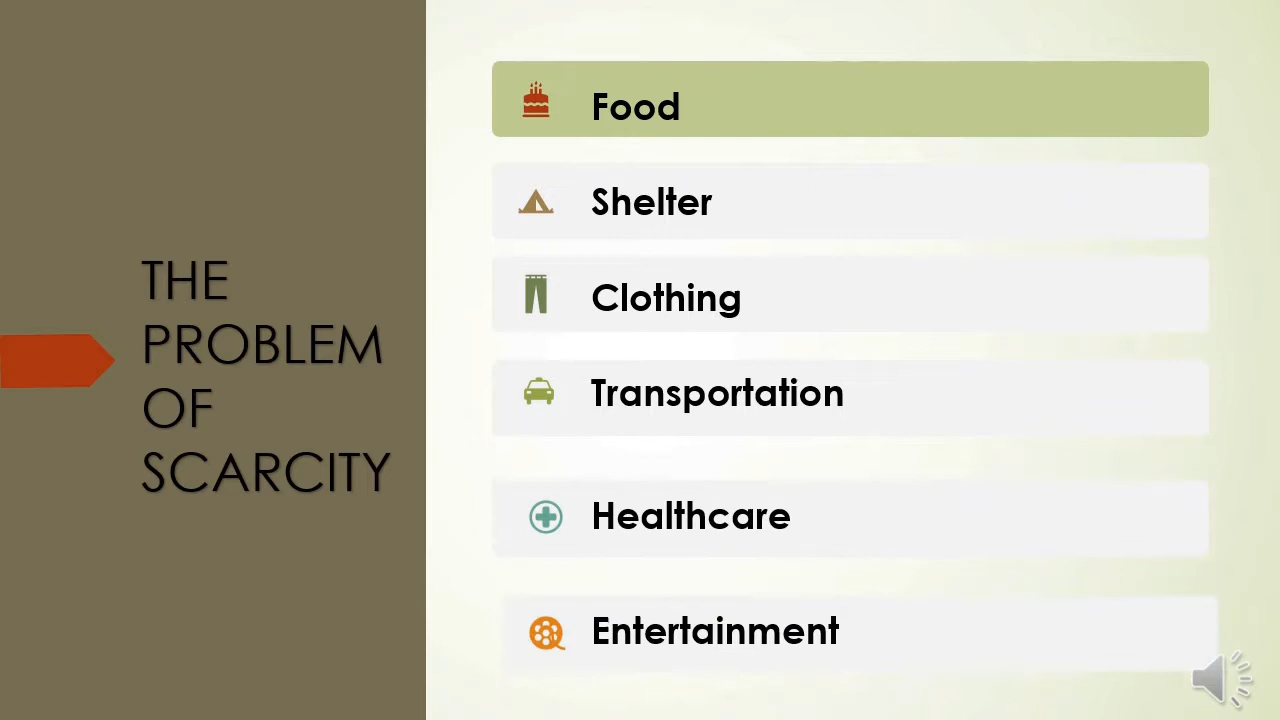 THE
PROBLEM
OF
SCARCITY
Food
Shelter
Clothing
Transportation
Healthcare
Entertainment